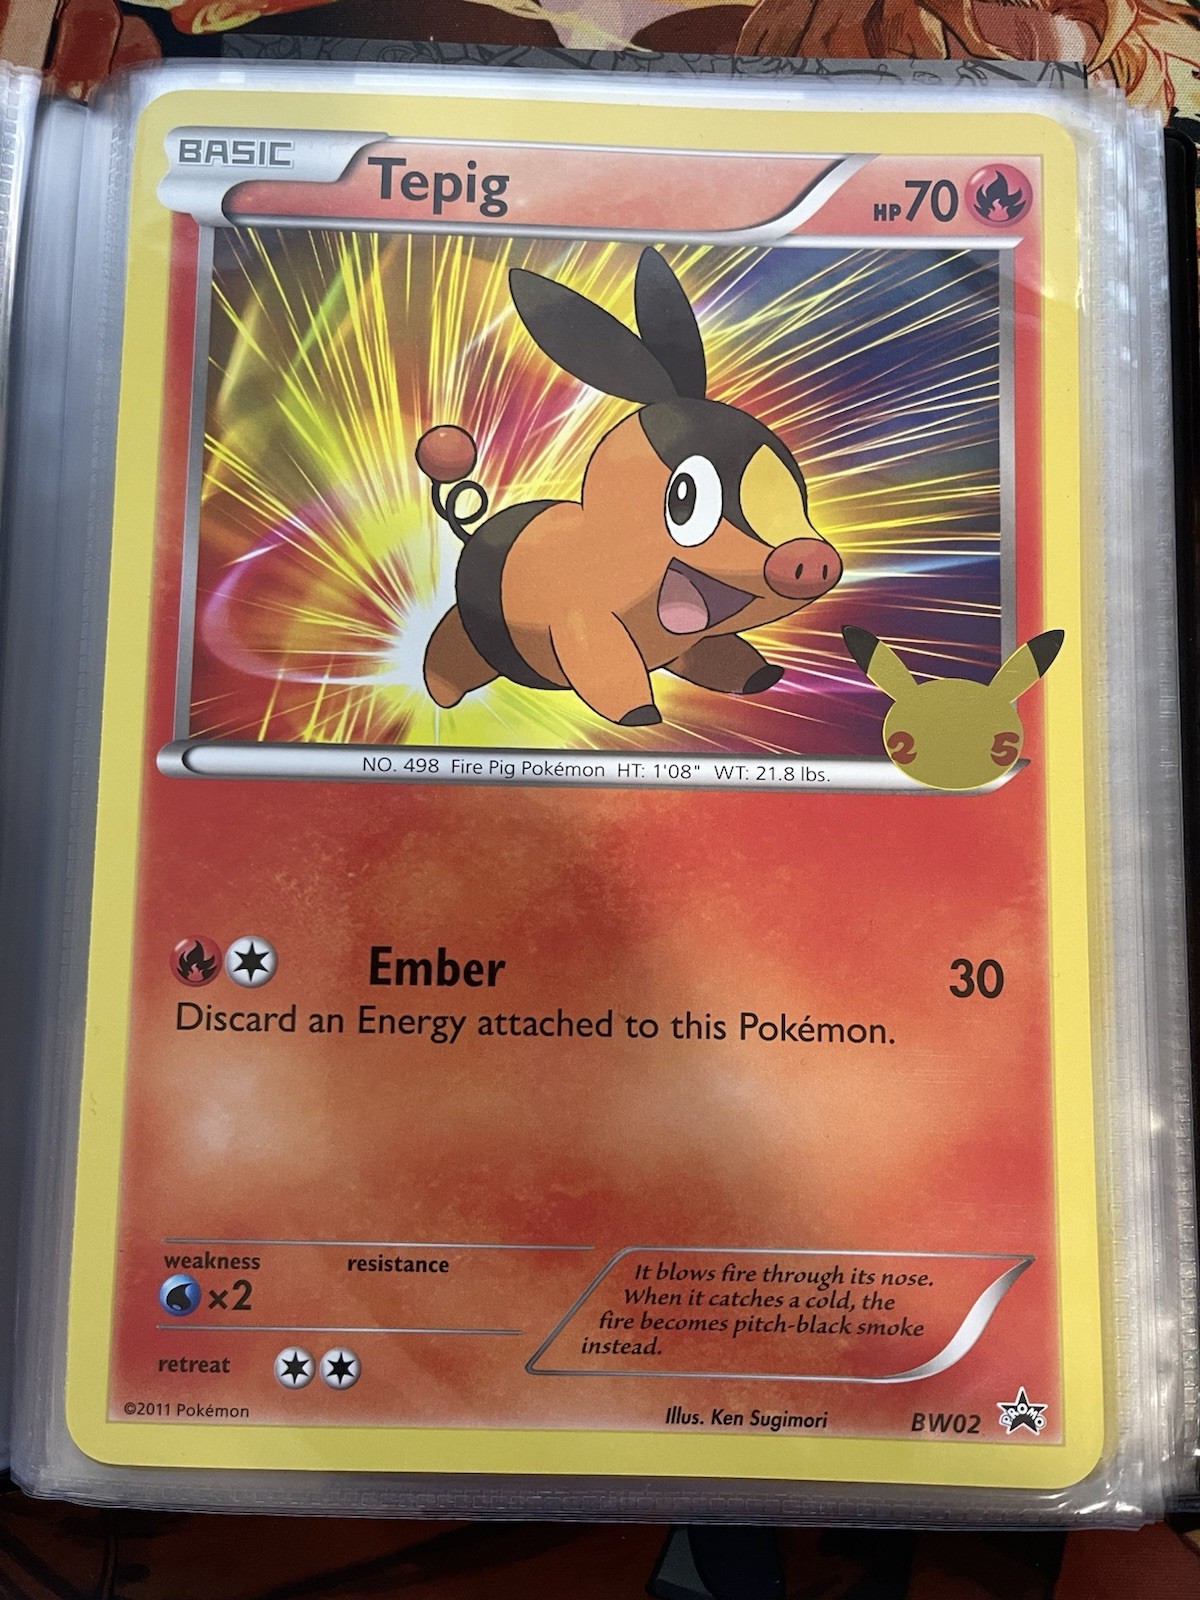 BASIC
Tepig
HP70
NO. 498 Fire Pig Pokémon HT: 1'08" WT: 21.8 lbs.
25
Ember
30
Discard an Energy attached to this Pokémon.
weakness
×2
resistance
retreat
It blows fire through its nose.
When it catches a cold, the
fire becomes pitch-black smoke
instead.
©2011 Pokémon
Illus. Ken Sugimori
BW02
PROMO